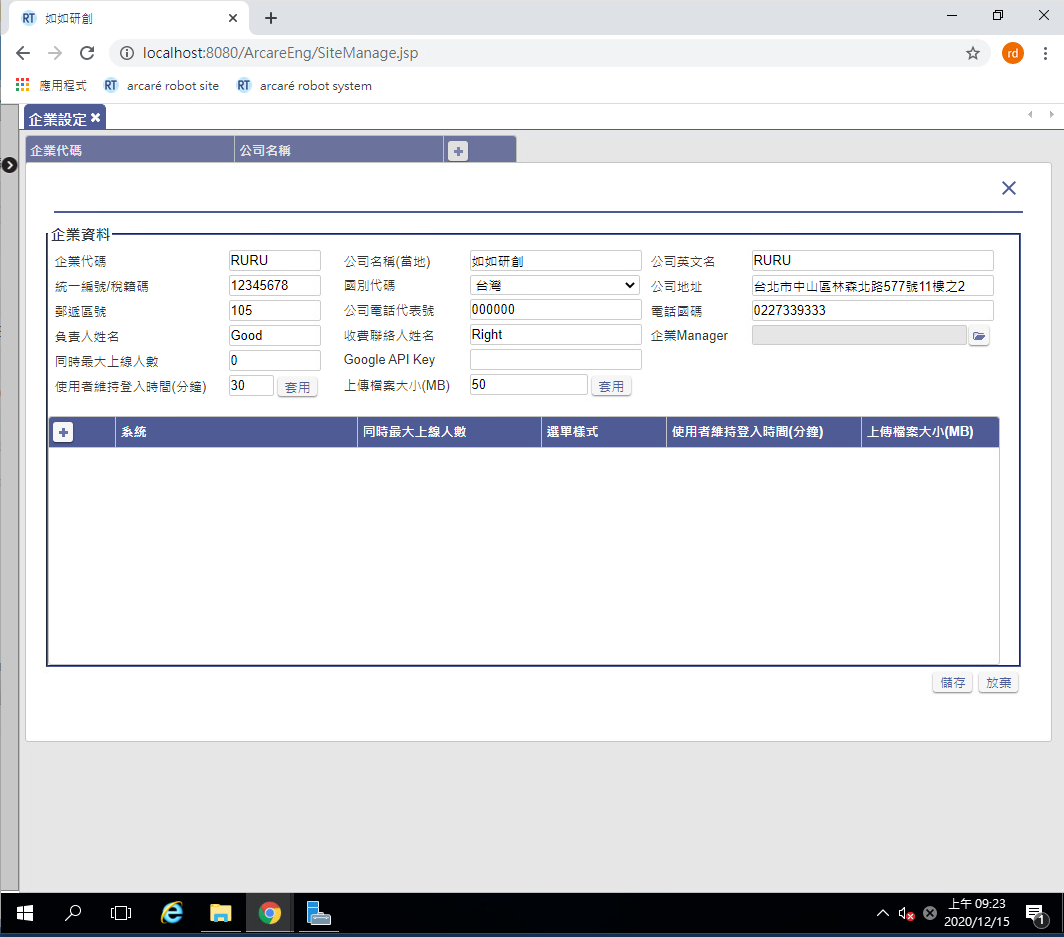 RT 如如研創
localhost:8080/ArcareEng/SiteManage.jsp rd
應用程式 RT arcaré robot site RT arcaré robot system
企業設定
企業代碼 公司名稱
企業資料
企業代碼 RURU 公司名稱(當地) 如如研創 公司英文名 RURU
統一編號/稅籍碼 12345678 國別代碼 台灣 公司地址 台北市中山區林森北路577號11樓之2
郵遞區號 105 公司電話代表號 000000 電話國碼 0227339333
負責人姓名 Good 收費聯絡人姓名 Right 企業Manager
同時最大上線人數 0 Google API Key
使用者維持登入時間(分鐘) 30 套用 上傳檔案大小(MB) 50 套用
系統 同時最大上線人數 選單樣式 使用者維持登入時間(分鐘) 上傳檔案大小(MB)
儲存 放棄
上午 09:23
2020/12/15
1